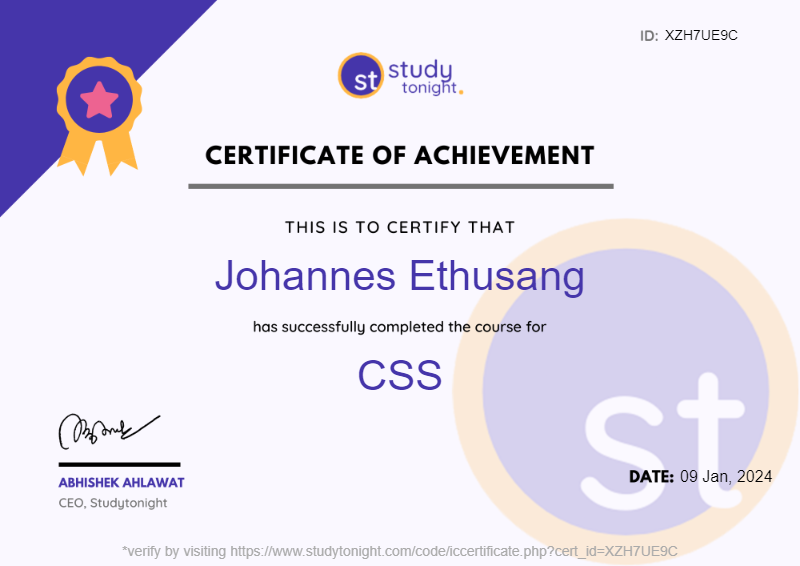 ID: XZH7UE9C
st study
tonight.
CERTIFICATE OF ACHIEVEMENT
THIS IS TO CERTIFY THAT
Johannes Ethusang
has successfully completed the course for
CSS
st
ABHISHEK AHLAWAT
CEO, Studytonight
DATE: 09 Jan, 2024
*verify by visiting https://www.studytonight.com/code/iccertificate.php?cert_id=XZH7UE9C